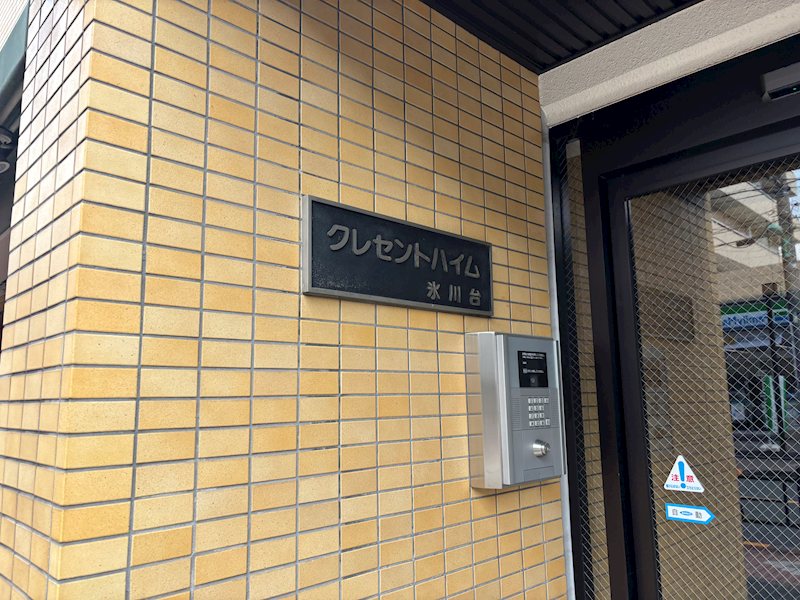 クレセントハイム
氷川台
注意
自動